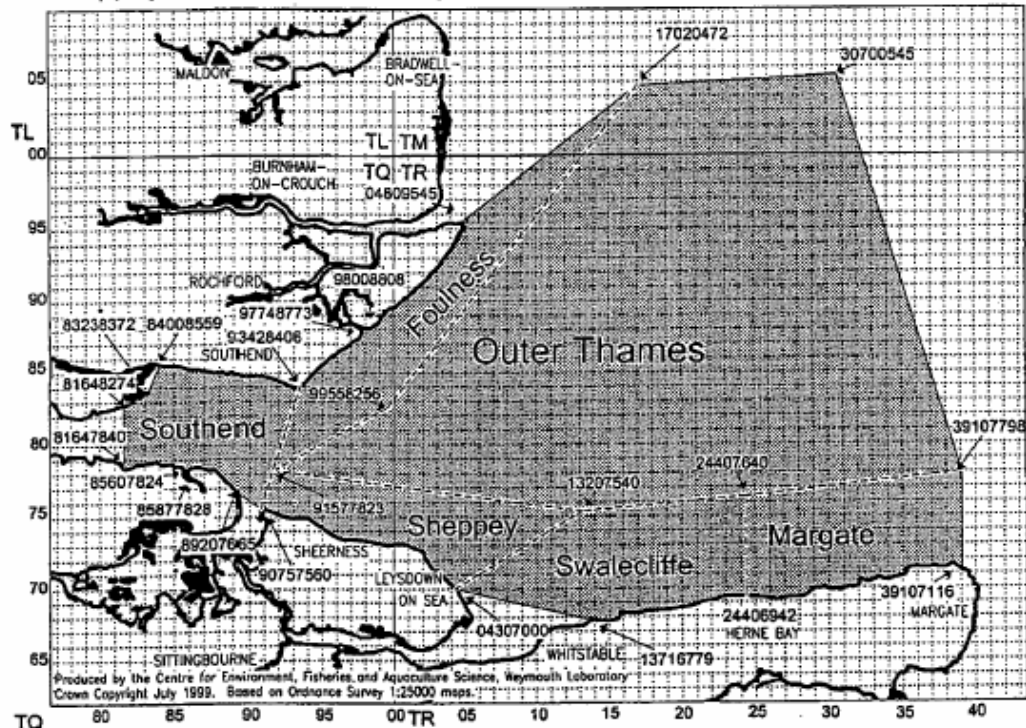 17020472
30700545
05
MALDON
BRADWELL-
ON-SEA
TL
TL TM
00
TQ TR
BURNHAM-
ON-CROUCH
04809545
95
ROCHFORD
98008808
Foulness
90
97748773
83238372
84008559
93428406
SOUTHEND
Outer Thames
85
81648274
99558256
Southend
81647840
80
39107798
24407640
85607824
13207540
85877828
91577823
75
Sheppey
Margate
89207665
SHEERNESS
Swalecliffe
90757560
LEYSDOWN
ON SEA
70
39107116
MARGATE
24406942
HERNE BAY
04307000
WHITSTABLE
13716779
65
SITTINGBOURNE
Produced by the Centre for Environment, Fisheries, and Aquaculture Science, Weymouth Laboratory
Crown Copyright July 1999. Based on Ordnance Survey 1:25000 maps.
TQ 80 85 90 95 00 TR 05 10 15 20 25 30 35 40